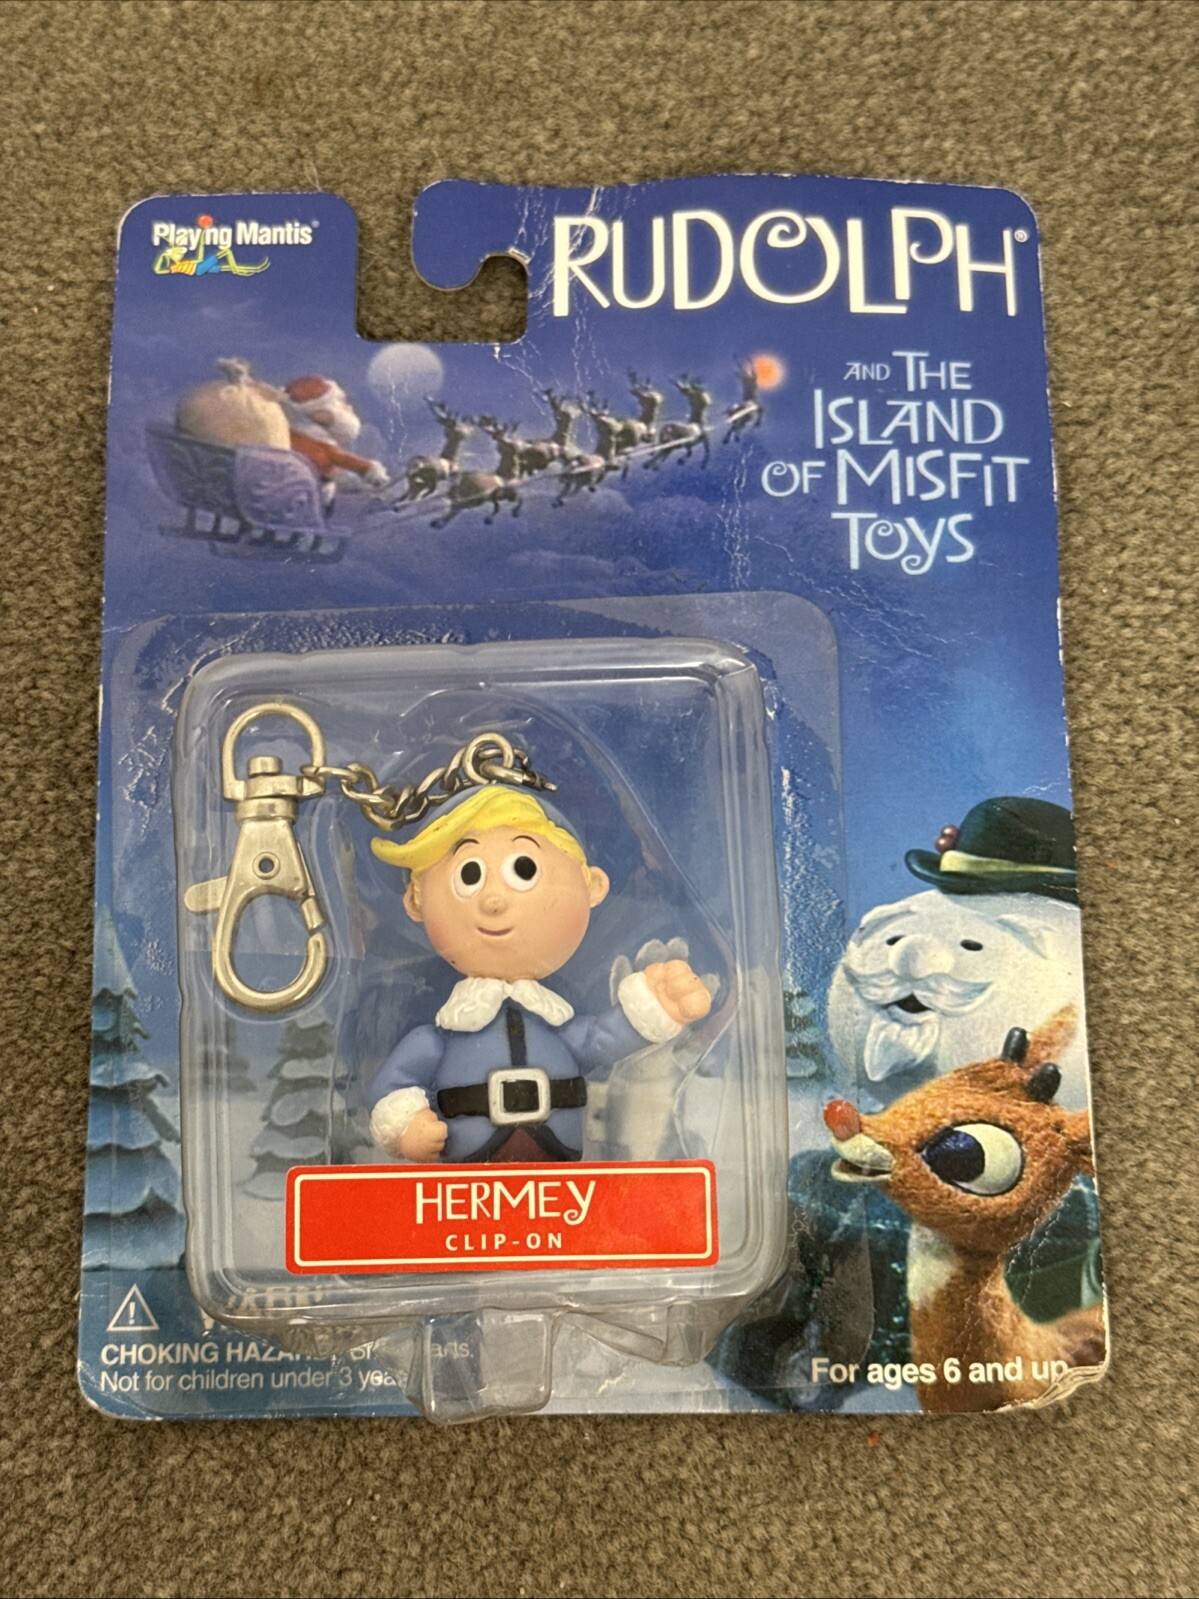 Playing Mantis®
RUDOLPH®
AND THE
ISLAND
OF MISFIT
TOYS
HERMEY
CLIP-ON
CHOKING HAZARD
Not for children under 3
For ages 6 and up